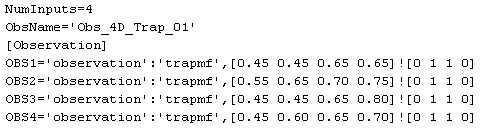 NumInputs=4
ObsName='Obs_4D_Trap_01'
[Observation]
OBS1='observation':'trapmf',[0.45 0.45 0.65 0.65]![0 1 1 0]
OBS2='observation':'trapmf',[0.55 0.65 0.70 0.75]![0 1 1 0]
OBS3='observation':'trapmf',[0.45 0.45 0.65 0.80]![0 1 1 0]
OBS4='observation':'trapmf',[0.45 0.60 0.65 0.70]![0 1 1 0]